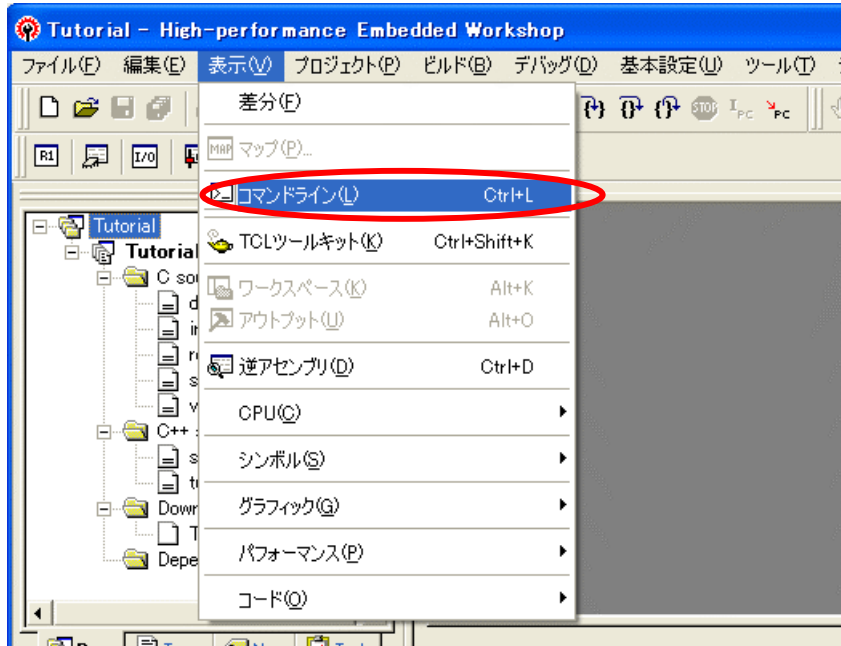 Tutorial - High-performance Embedded Workshop
ファイル(F) 編集(E) 表示(V) プロジェクト(P) ビルド(B) デバッグ(D) 基本設定(U) ツール(T)
STOP I PC PC
R1 I/O
差分(F)
MAP マップ(P)...
コマンドライン(L) Ctrl+L
TCLツールキット(K) Ctrl+Shift+K
ワークスペース(K) Alt+K
アウトプット(U) Alt+O
逆アセンブリ(D) Ctrl+D
CPU(C)
シンボル(S)
グラフィック(G)
パフォーマンス(P)
コード(O)
Tutorial
Tutorial
C
C++